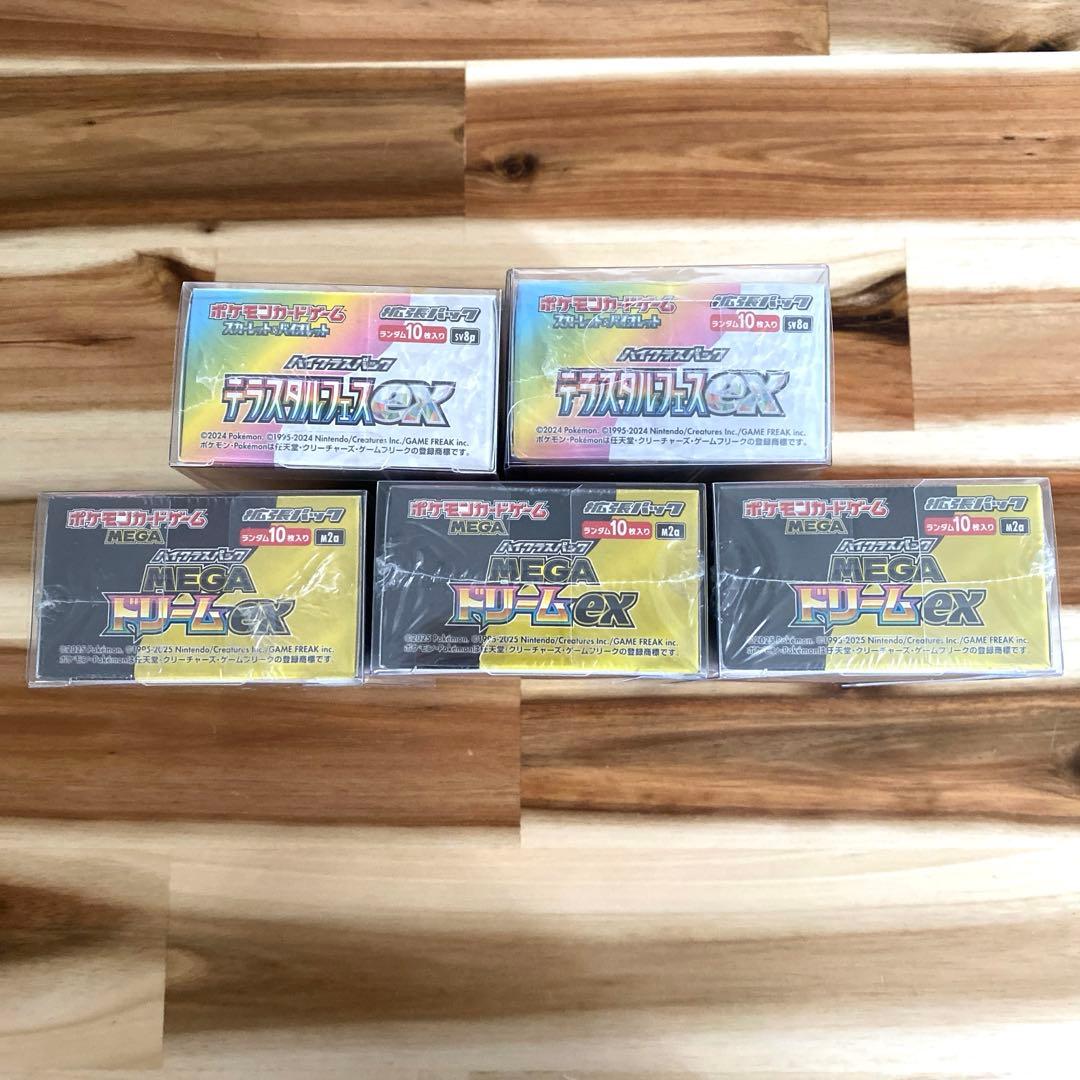 ポケモンカードゲーム
スカーレット&バイオレット
拡張パック
ランダム10枚入り
sv8a
ハイクラスパック
テラスタルフェスex
©2024 Pokémon. ©1995-2024 Nintendo/Creatures Inc./GAME FREAK inc.
ポケモン・Pokémonは任天堂・クリーチャーズ・ゲームフリークの登録商標です。
ポケモンカードゲーム
スカーレット&バイオレット
拡張パック
ランダム10枚入り
sv8a
ハイクラスパック
テラスタルフェスex
©2024 Pokémon. ©1995-2024 Nintendo/Creatures Inc./GAME FREAK inc.
ポケモン・Pokémonは任天堂・クリーチャーズ・ゲームフリークの登録商標です。
ポケモンカードゲーム
MEGA
拡張パック
ランダム10枚入り
M2a
ハイクラスパック
MEGA
ドリームex
©2025 Pokémon. ©1995-2025 Nintendo/Creatures Inc./GAME FREAK inc.
ポケモン・Pokémonは任天堂・クリーチャーズ・ゲームフリークの登録商標です。
ポケモンカードゲーム
MEGA
拡張パック
ランダム10枚入り
M2a
ハイクラスパック
MEGA
ドリームex
©2025 Pokémon. ©1995-2025 Nintendo/Creatures Inc./GAME FREAK inc.
ポケモン・Pokémonは任天堂・クリーチャーズ・ゲームフリークの登録商標です。
ポケモンカードゲーム
MEGA
拡張パック
ランダム10枚入り
M2a
ハイクラスパック
MEGA
ドリームex
©2025 Pokémon. ©1995-2025 Nintendo/Creatures Inc./GAME FREAK inc.
ポケモン・Pokémonは任天堂・クリーチャーズ・ゲームフリークの登録商標です。